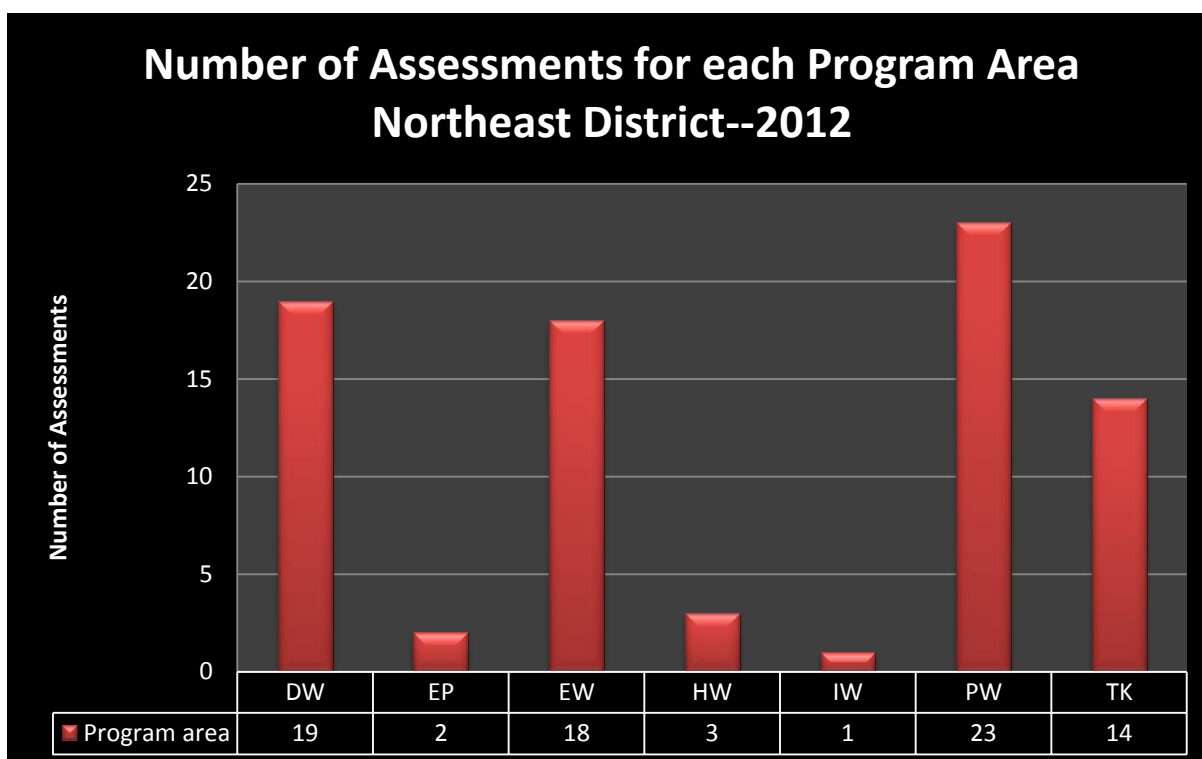 Number of Assessments for each Program Area
Northeast District--2012
25
20
15
10
5
0
Number of Assessments
DW EP EW HW IW PW TK
Program area 19 2 18 3 1 23 14